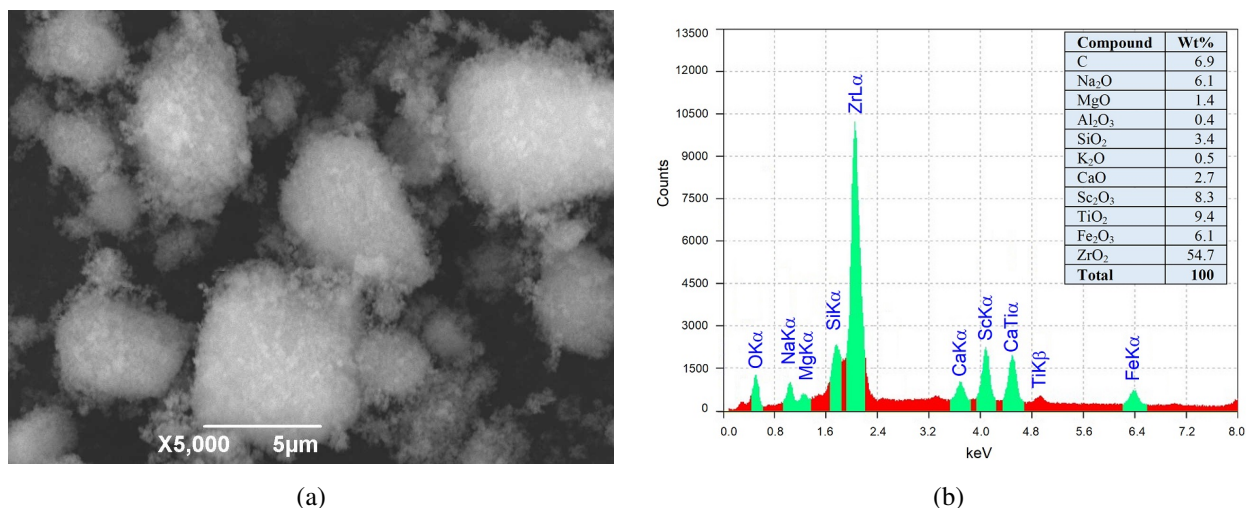 X5,000 5µm
(a)
13500
12000
10500
9000
7500
6000
4500
3000
1500
0
Counts
OKα
NaKα
MgKα
SiKα
ZrLα
CaKα
ScKα
CaTiα
TiKβ
FeKα
0.0 0.8 1.6 2.4 3.2 4.0 4.8 5.6 6.4 7.2 8.0
keV
Compound Wt%
C 6.9
Na₂O 6.1
MgO 1.4
Al₂O₃ 0.4
SiO₂ 3.4
K₂O 0.5
CaO 2.7
Sc₂O₃ 8.3
TiO₂ 9.4
Fe₂O₃ 6.1
ZrO₂ 54.7
Total 100
(b)